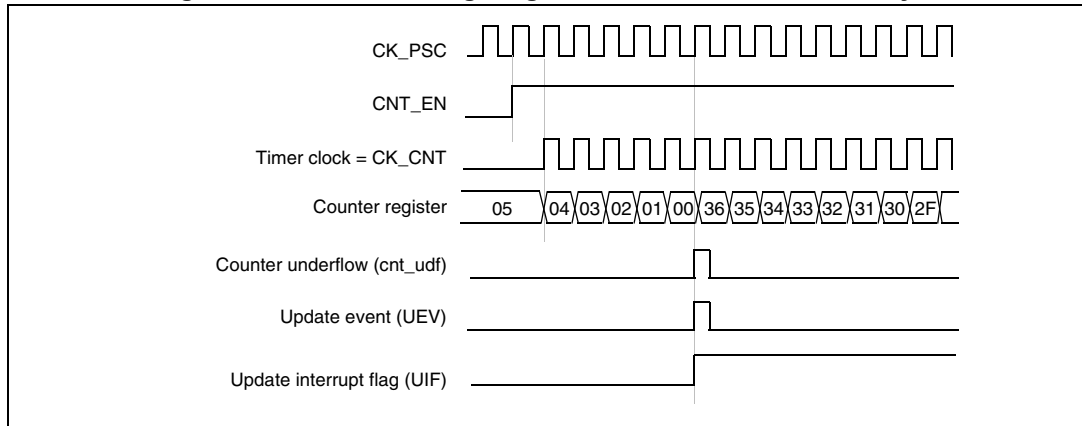 CK_PSC
CNT_EN
Timer clock = CK_CNT
Counter register 05 04 03 02 01 00 36 35 34 33 32 31 30 2F
Counter underflow (cnt_udf)
Update event (UEV)
Update interrupt flag (UIF)